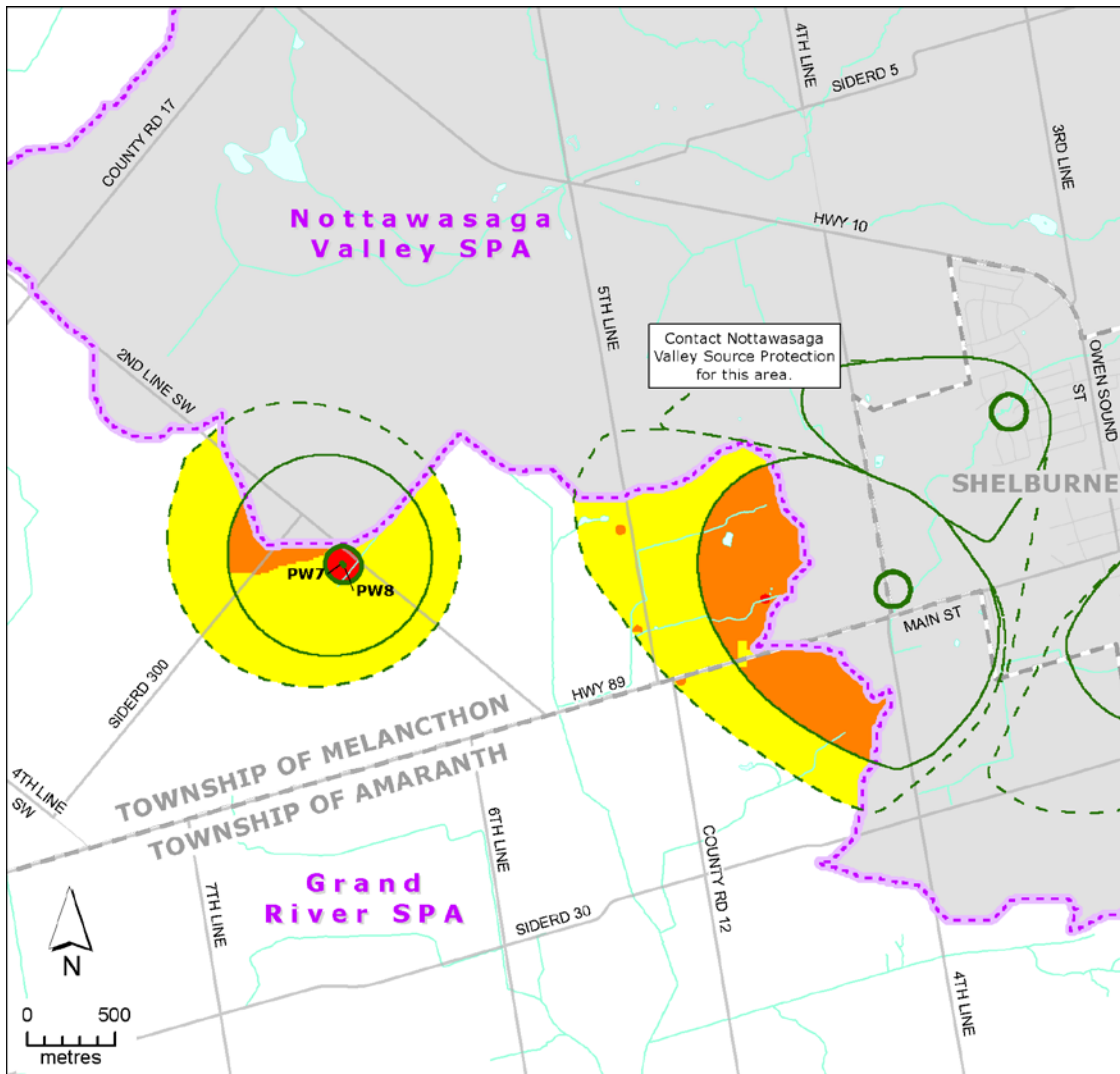 4TH LINE
SIDERD 5
COUNTY RD 17
3RD LINE
Nottawasaga
Valley SPA
HWY 10
5TH LINE
Contact Nottawasaga
Valley Source Protection
for this area.
2ND LINE SW
OWEN SOUND
ST
SHELBURNE
PW7
PW8
MAIN ST
SIDERD 300
HWY 89
TOWNSHIP OF MELANCTHON
TOWNSHIP OF AMARANTH
4TH LINE
SW
6TH LINE
COUNTY RD 12
7TH LINE
Grand
River SPA
SIDERD 30
4TH LINE
N
0 500
metres